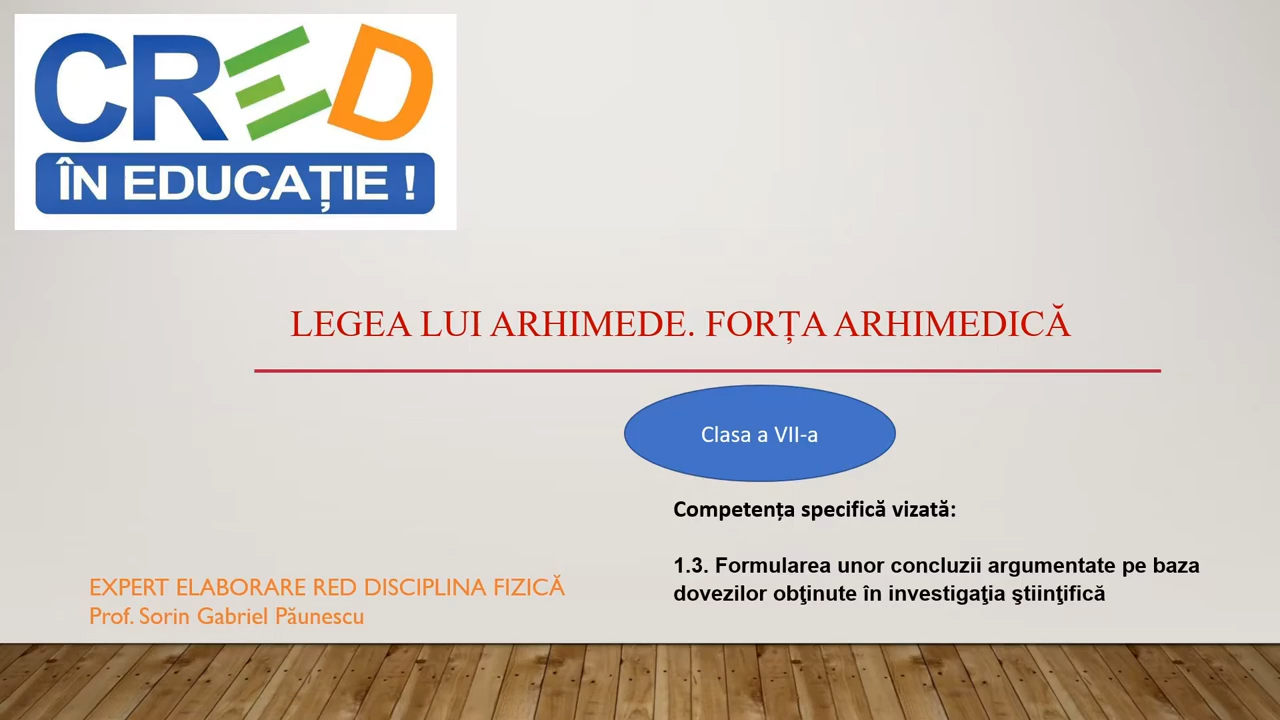 CRED
ÎN EDUCAȚIE !
LEGEA LUI ARHIMEDE. FORȚA ARHIMEDICĂ
Clasa a VII-a
Competența specifică vizată:
1.3. Formularea unor concluzii argumentate pe baza
dovezilor obţinute în investigaţia ştiinţifică
EXPERT ELABORARE RED DISCIPLINA FIZICĂ
Prof. Sorin Gabriel Păunescu